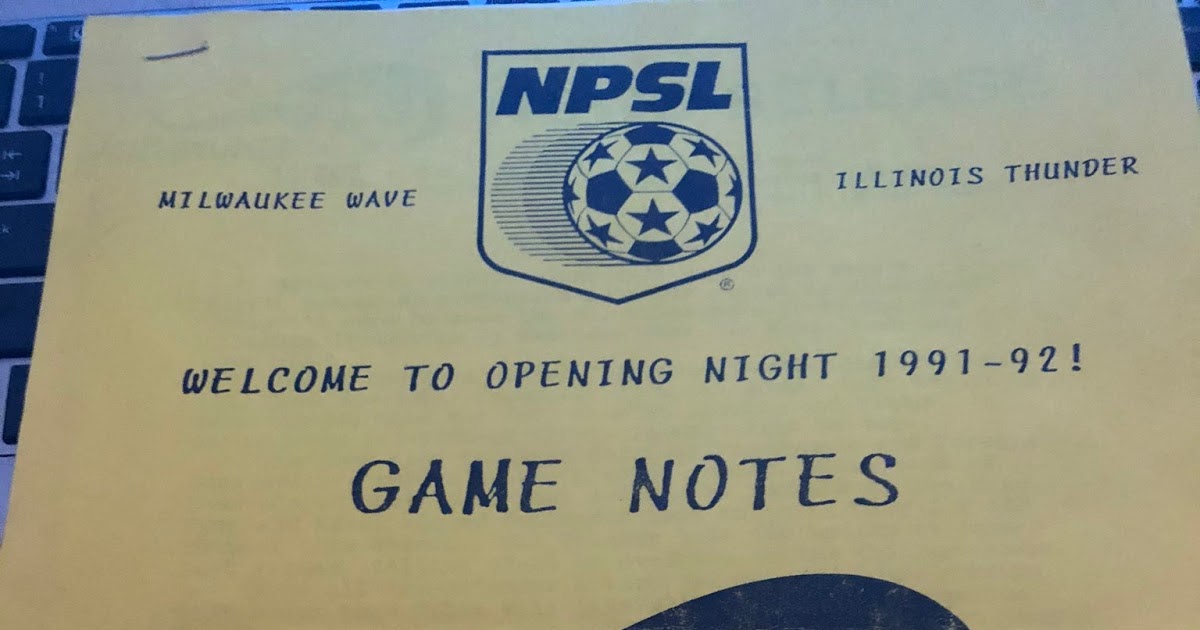 NPSL
MILWAUKEE WAVE
ILLINOIS THUNDER
®
WELCOME TO OPENING NIGHT 1991-92!
GAME NOTES